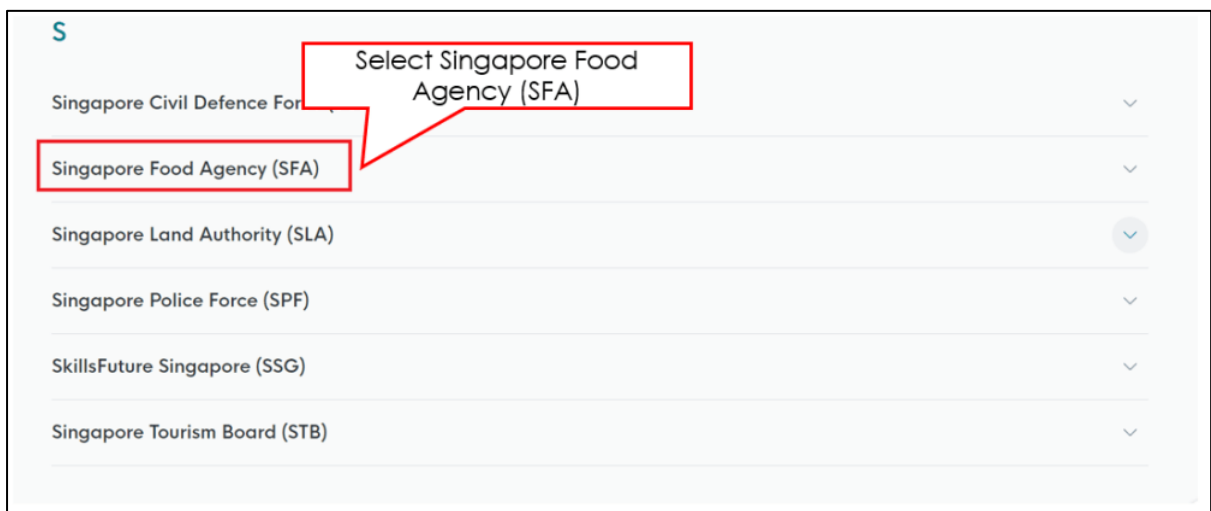 S
Select Singapore Food
Agency (SFA)
Singapore Civil Defence For
Singapore Food Agency (SFA)
Singapore Land Authority (SLA)
Singapore Police Force (SPF)
SkillsFuture Singapore (SSG)
Singapore Tourism Board (STB)